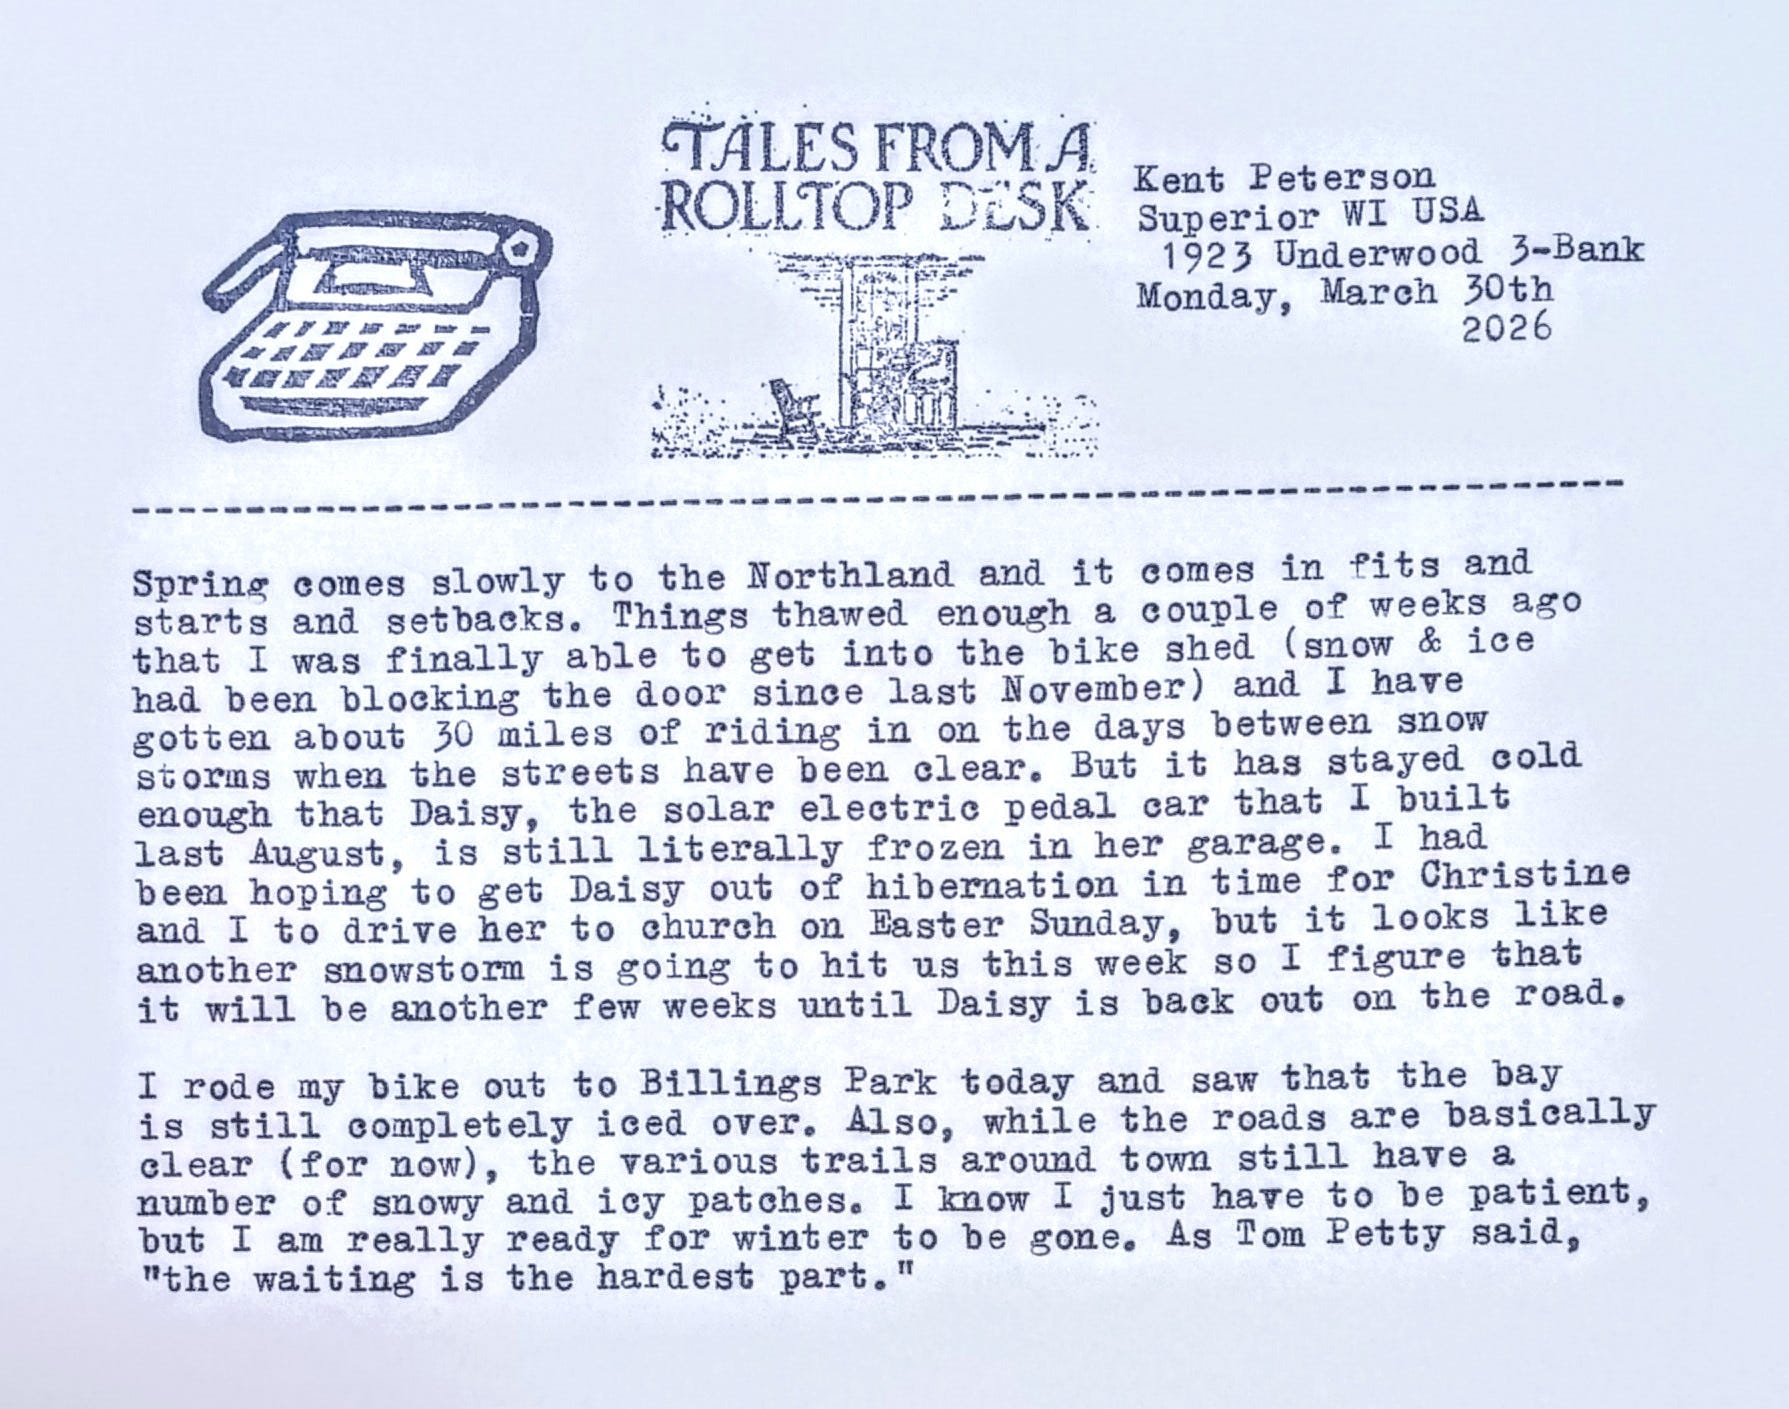 TALES FROM A
ROLLTOP DESK
Kent Peterson
Superior WI USA
1923 Underwood 3-Bank
Monday, March 30th
2026
Spring comes slowly to the Northland and it comes in fits and
starts and setbacks. Things thawed enough a couple of weeks ago
that I was finally able to get into the bike shed (snow & ice
had been blocking the door since last November) and I have
gotten about 30 miles of riding in on the days between snow
storms when the streets have been clear. But it has stayed cold
enough that Daisy, the solar electric pedal car that I built
last August, is still literally frozen in her garage. I had
been hoping to get Daisy out of hibernation in time for Christine
and I to drive her to church on Easter Sunday, but it looks like
another snowstorm is going to hit us this week so I figure that
it will be another few weeks until Daisy is back out on the road.
I rode my bike out to Billings Park today and saw that the bay
is still completely iced over. Also, while the roads are basically
clear (for now), the various trails around town still have a
number of snowy and icy patches. I know I just have to be patient,
but I am really ready for winter to be gone. As Tom Petty said,
"the waiting is the hardest part."